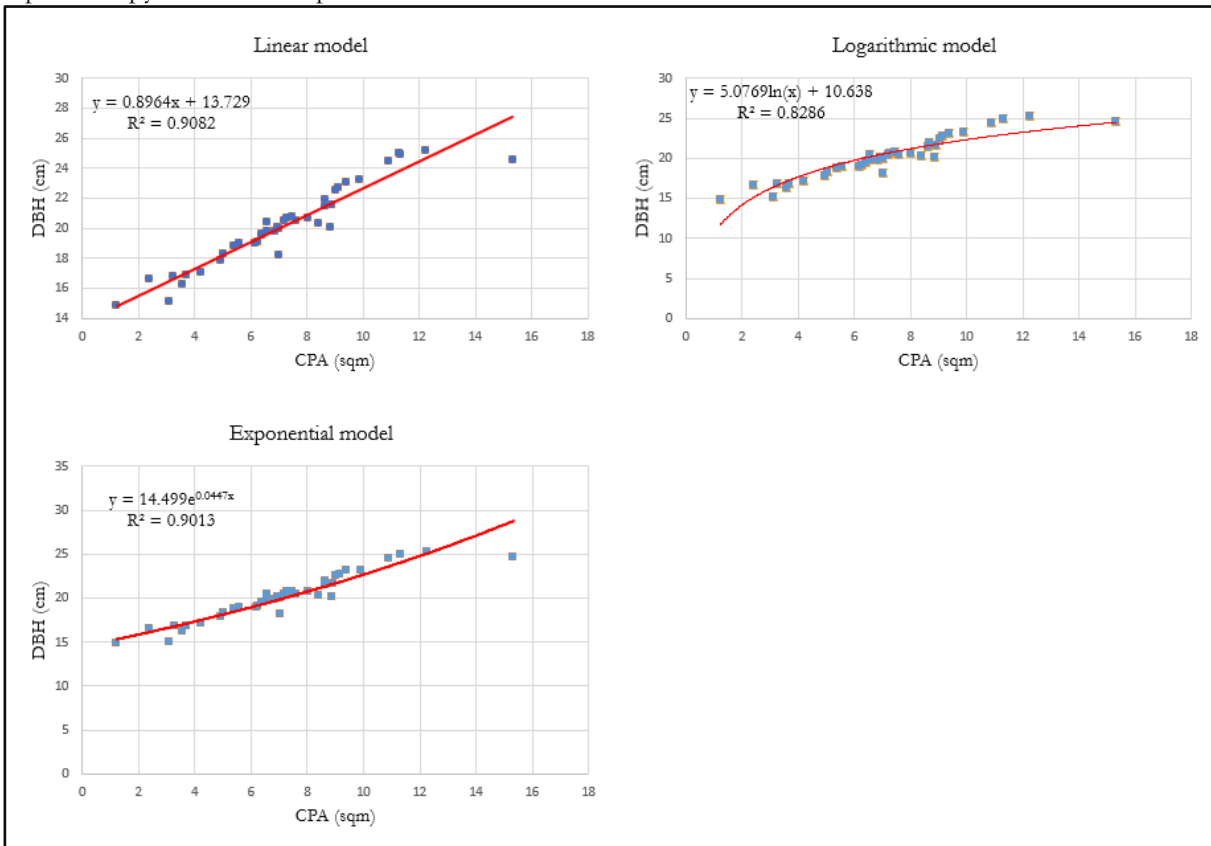 Linear model
y = 0.8964x + 13.729
R² = 0.9082
30
28
26
24
22
20
18
16
14
0 2 4 6 8 10 12 14 16 18
DBH (cm)
CPA (sqm)
Logarithmic model
y = 5.0769ln(x) + 10.638
R² = 0.8286
30
25
20
15
10
5
0
0 2 4 6 8 10 12 14 16 18
DBH (cm)
CPA (sqm)
Exponential model
y = 14.499e^0.0447x
R² = 0.9013
35
30
25
20
15
10
5
0
0 2 4 6 8 10 12 14 16 18
DBH (cm)
CPA (sqm)